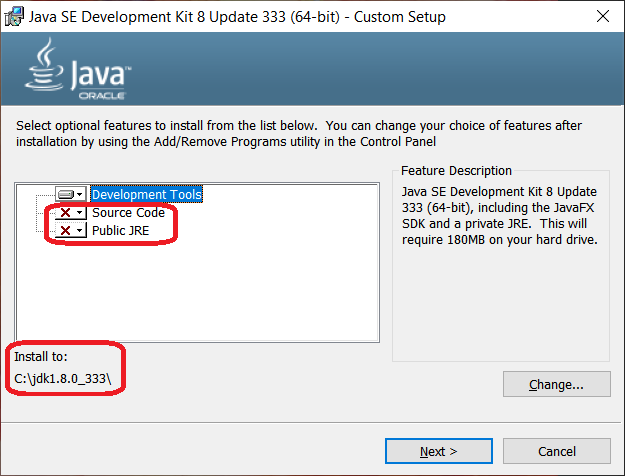 Java SE Development Kit 8 Update 333 (64-bit) - Custom Setup
Java™
ORACLE
Select optional features to install from the list below.  You can change your choice of features after
installation by using the Add/Remove Programs utility in the Control Panel
Development Tools
Source Code
Public JRE
Feature Description
Java SE Development Kit 8 Update
333 (64-bit), including the JavaFX
SDK and a private JRE.  This will
require 180MB on your hard drive.
Install to:
C:\jdk1.8.0_333\
Change...
Next >
Cancel